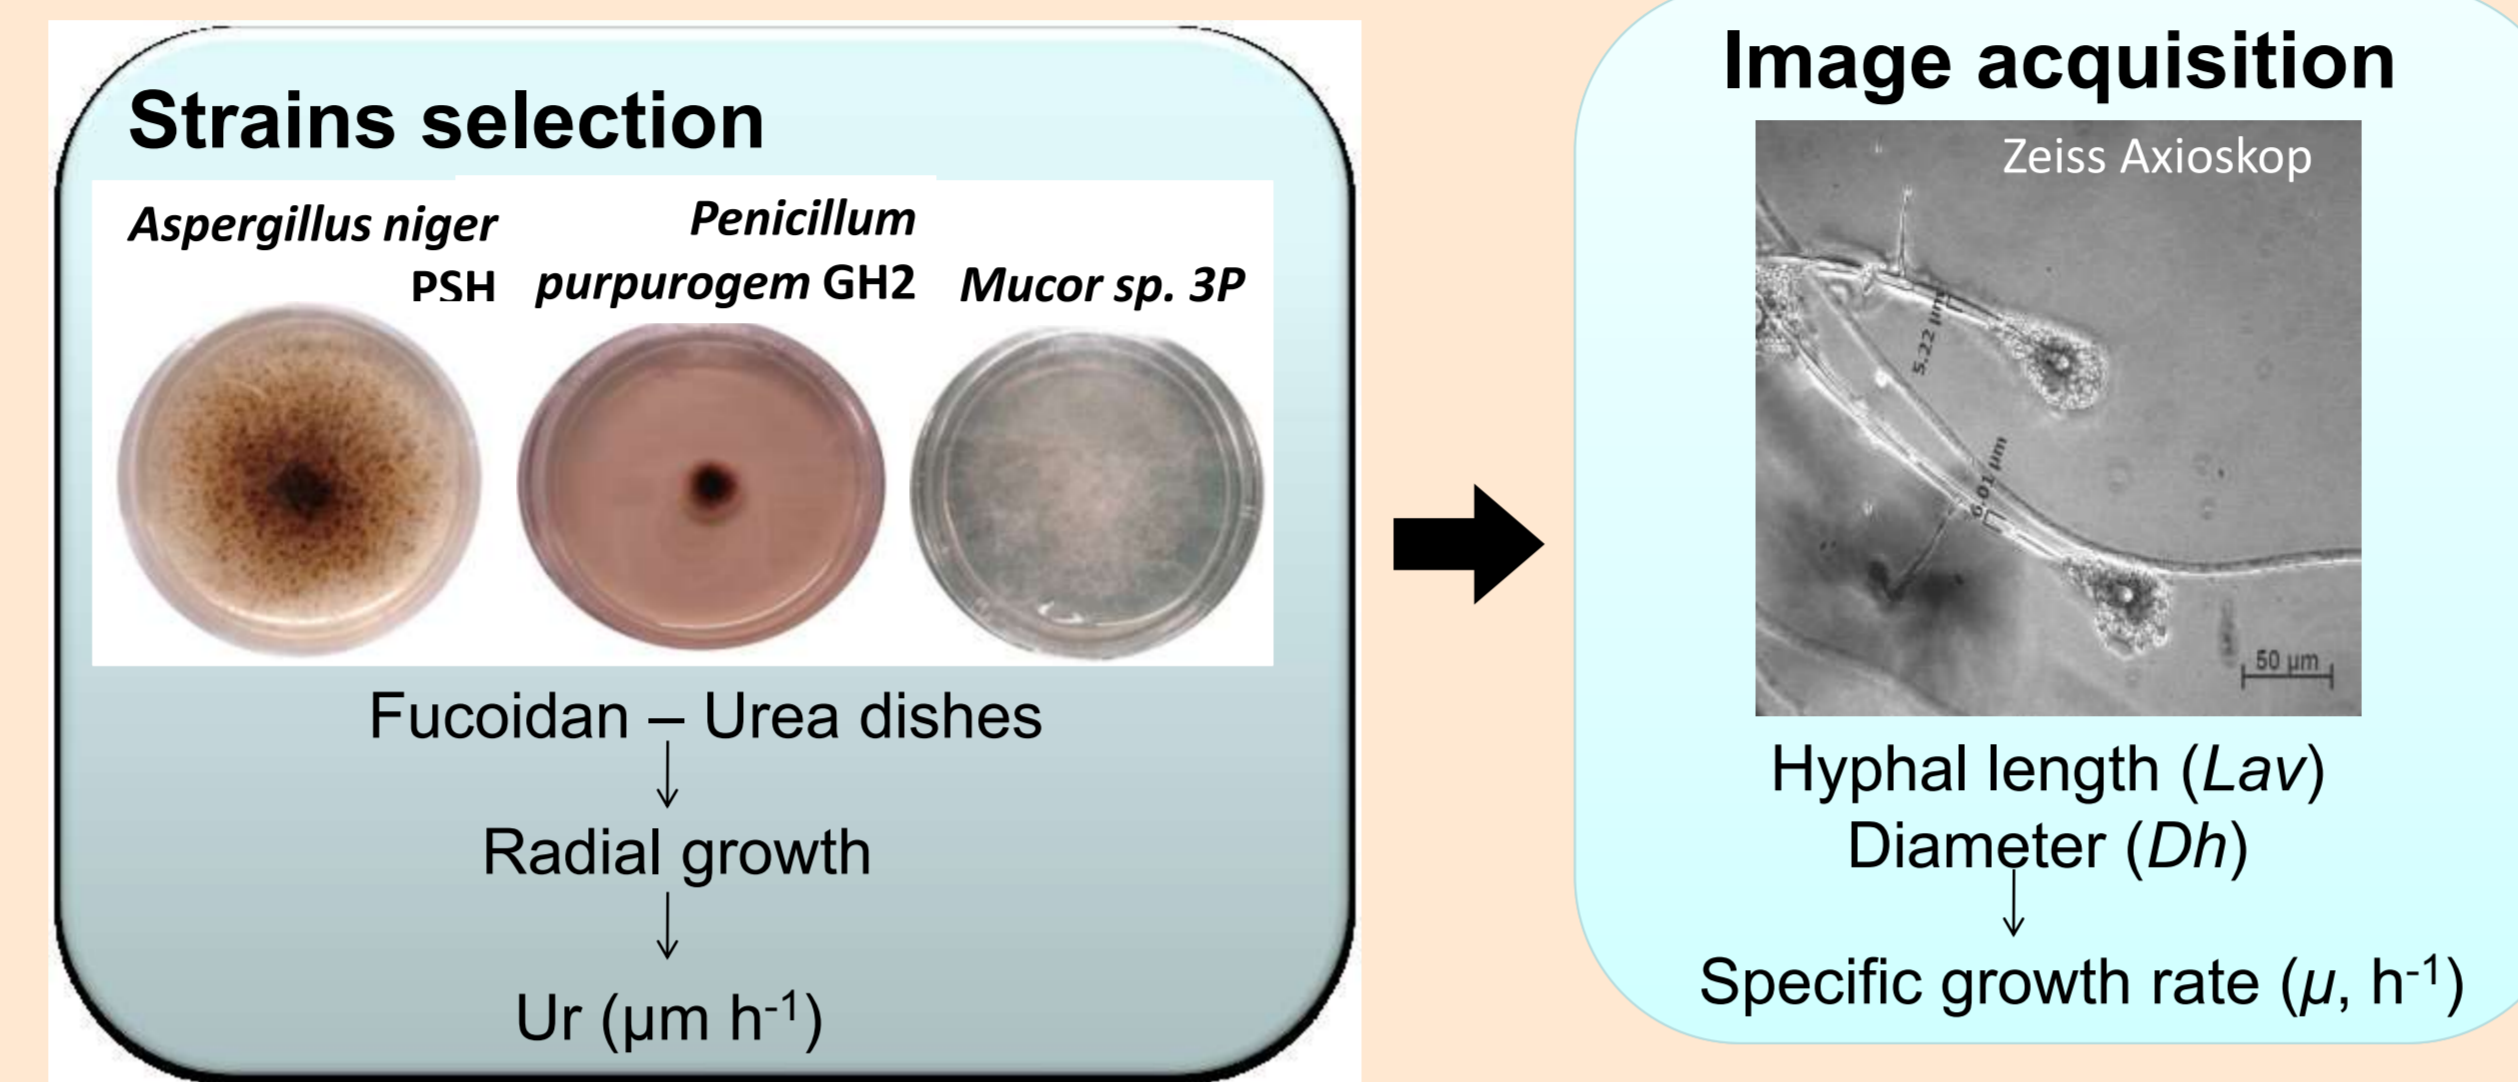 Strains selection
Aspergillus niger
PSH
Penicillum
purpurogem GH2
Mucor sp. 3P
Fucoidan – Urea dishes
Radial growth
Ur (µm h-1)
Image acquisition
Zeiss Axioskop
5.22 µm
6.01 µm
50 µm
Hyphal length (Lav)
Diameter (Dh)
Specific growth rate (µ, h-1)